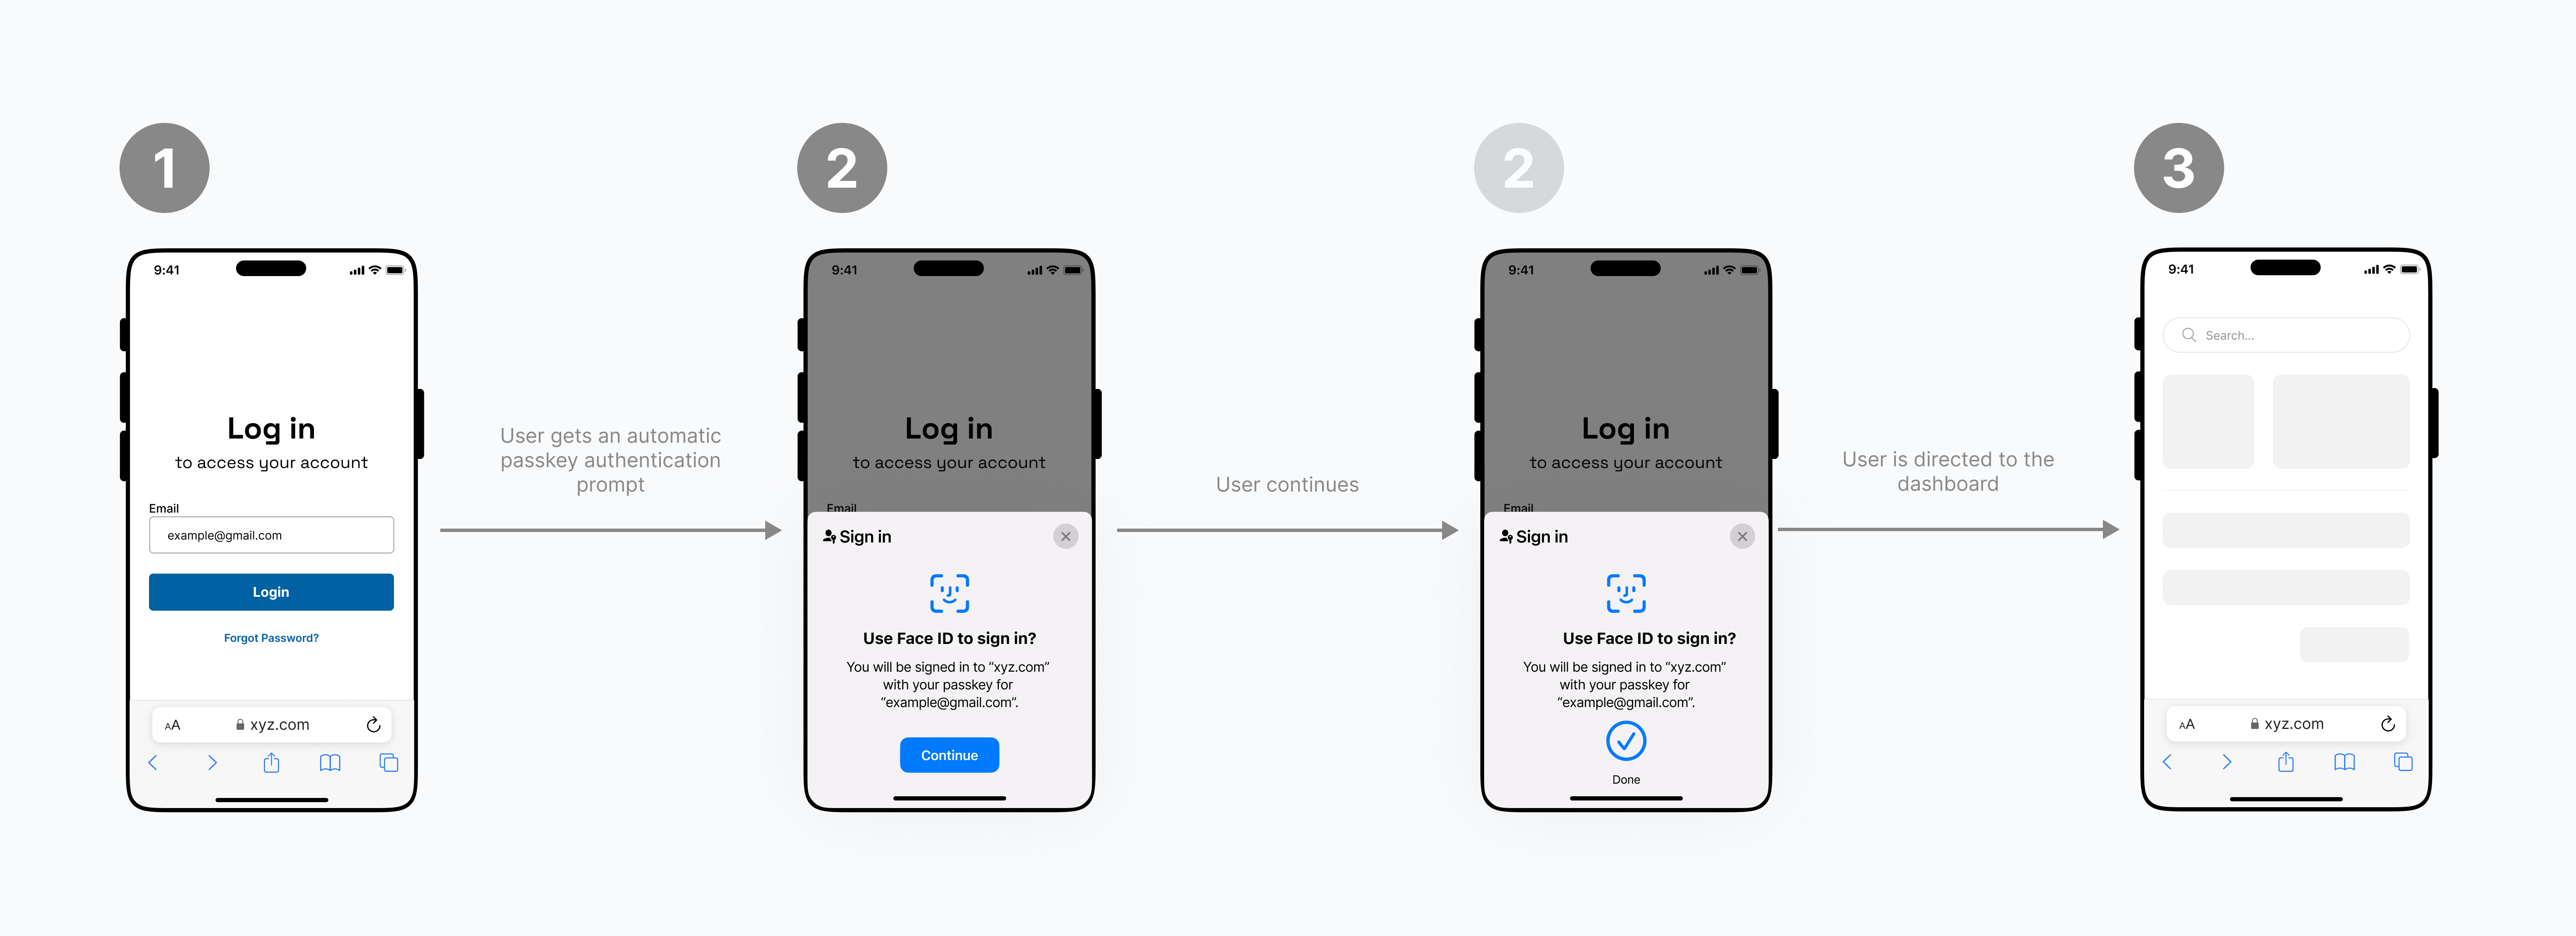 1
2
2
3
9:41
Log in
to access your account
Email
example@gmail.com
Login
Forgot Password?
AA
xyz.com
User gets an automatic
passkey authentication
prompt
9:41
Log in
to access your account
Email
Sign in
Use Face ID to sign in?
You will be signed in to “xyz.com”
with your passkey for
“example@gmail.com”.
Continue
User continues
9:41
Log in
to access your account
Email
Sign in
Use Face ID to sign in?
You will be signed in to “xyz.com”
with your passkey for
“example@gmail.com”.
Done
User is directed to the
dashboard
9:41
Search...
AA
xyz.com